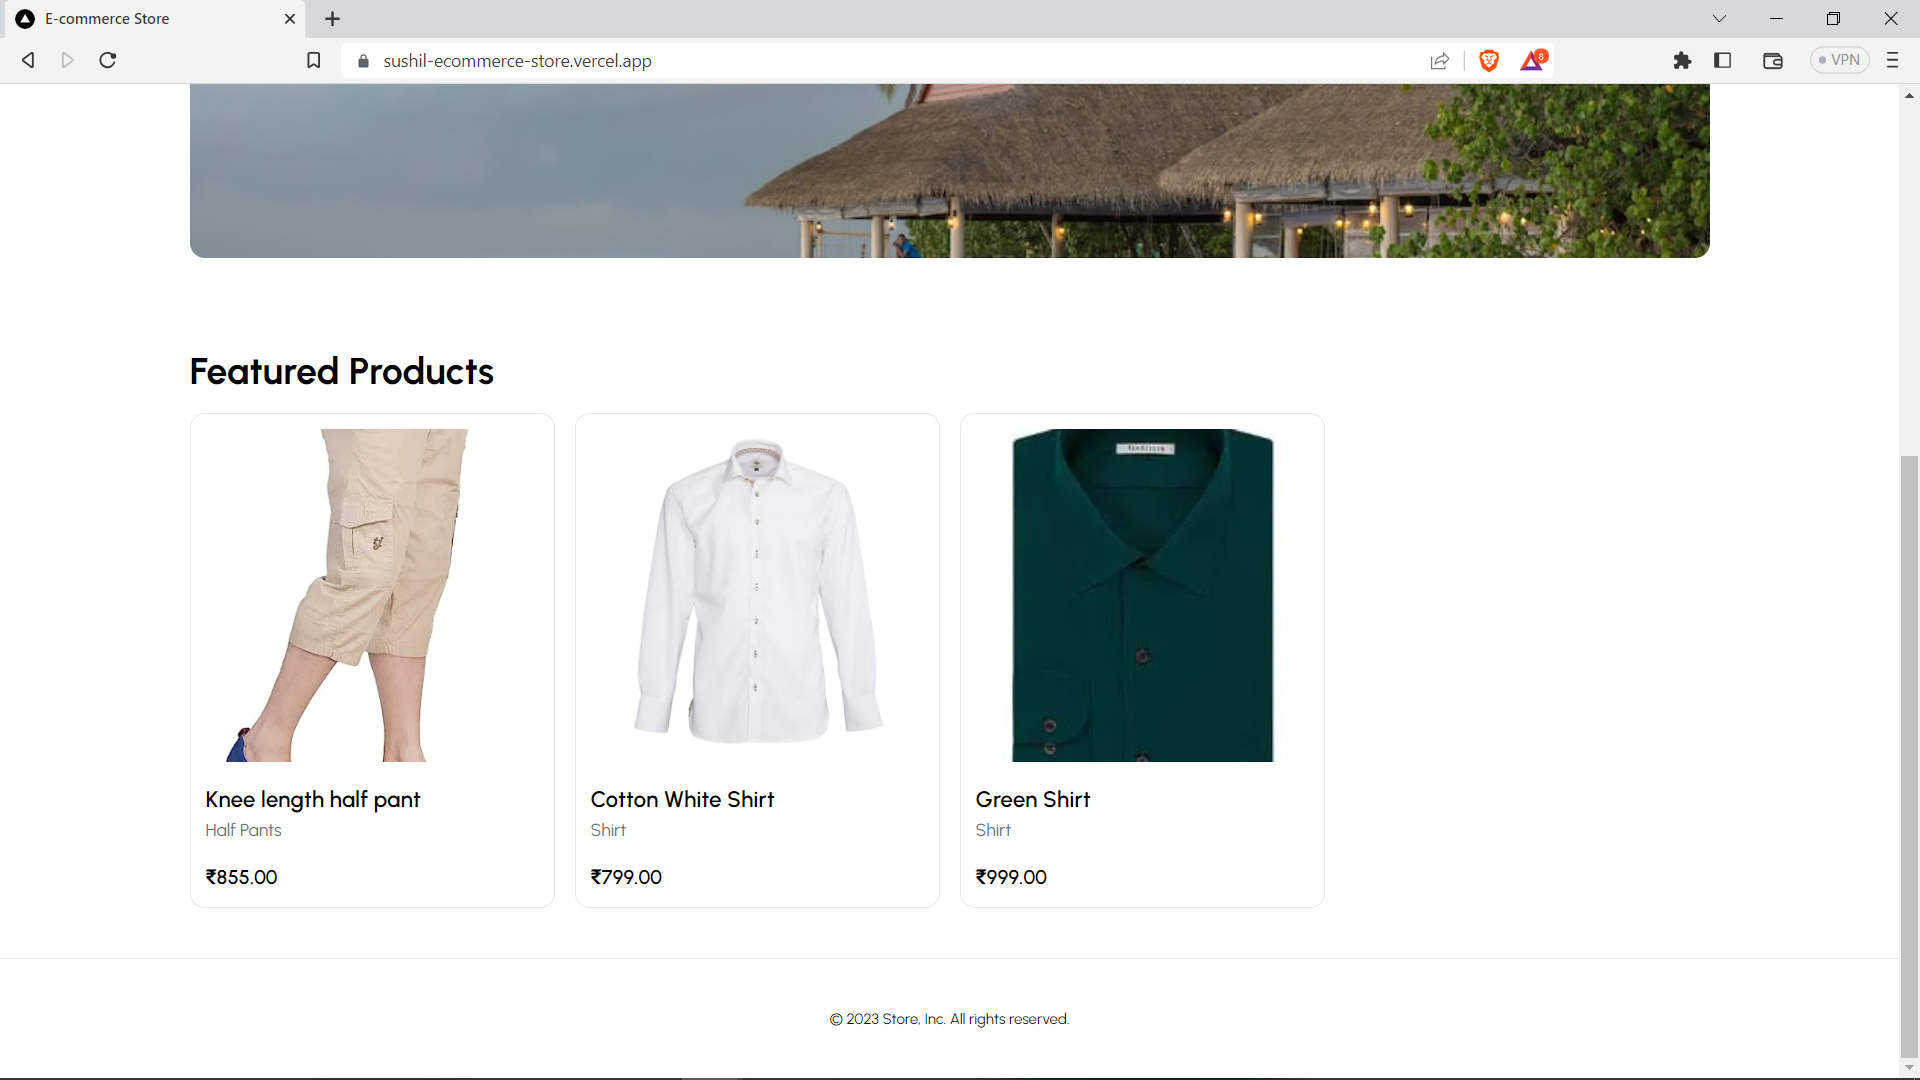 E-commerce Store
sushil-ecommerce-store.vercel.app
8
VPN
Featured Products
Knee length half pant
Half Pants
₹855.00
Cotton White Shirt
Shirt
₹799.00
Green Shirt
Shirt
₹999.00
© 2023 Store, Inc. All rights reserved.